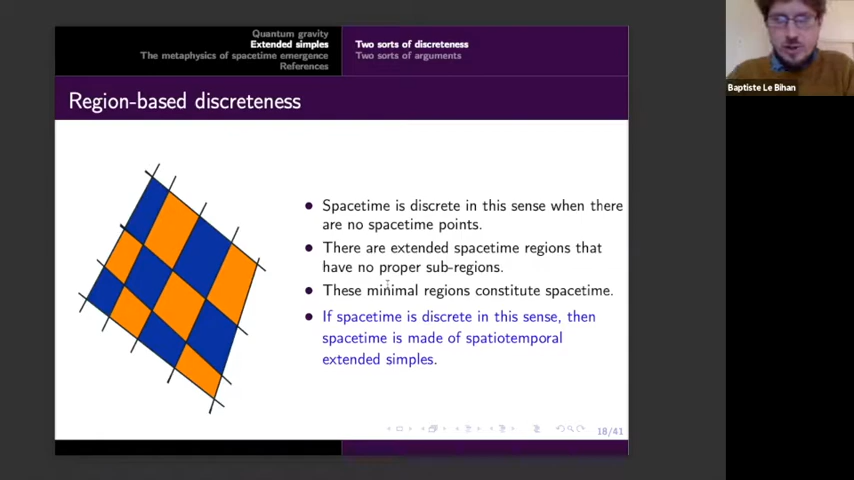 Quantum gravity
Extended simples
The metaphysics of spacetime emergence
References
Two sorts of discreteness
Two sorts of arguments
Region-based discreteness
Spacetime is discrete in this sense when there
are no spacetime points.
There are extended spacetime regions that
have no proper sub-regions.
These minimal regions constitute spacetime.
If spacetime is discrete in this sense, then
spacetime is made of spatiotemporal
extended simples.
18/41
Baptiste Le Bihan